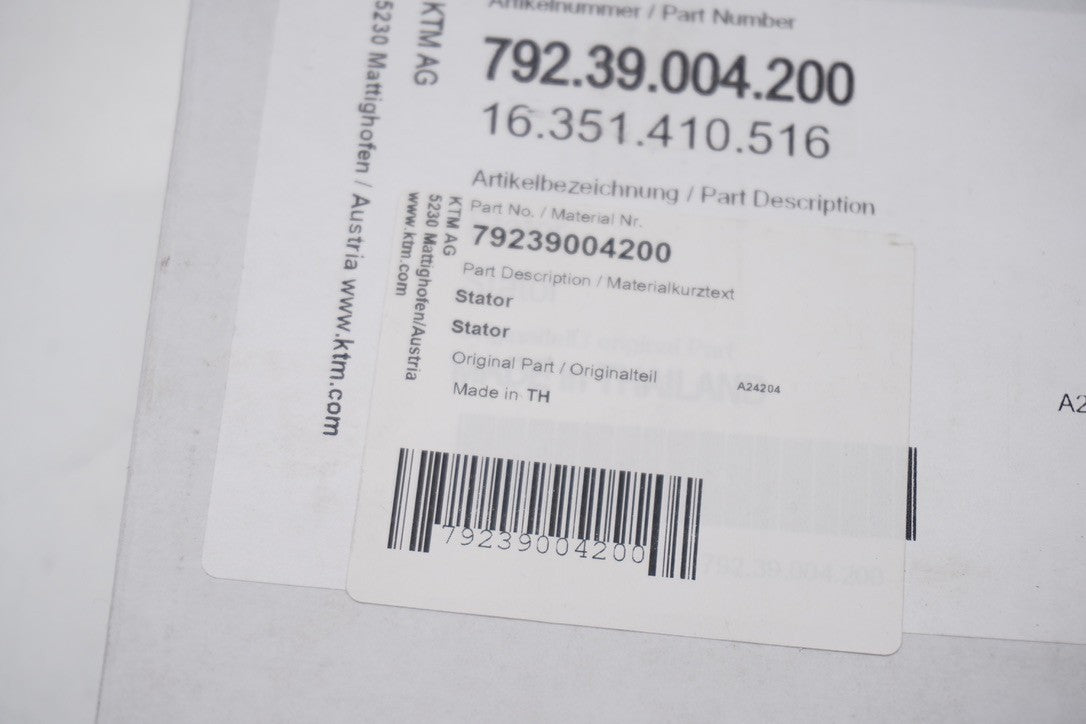 Artikelnummer / Part Number
792.39.004.200
16.351.410.516
Artikelbezeichnung / Part Description
KTM AG
5230 Mattighofen / Austria www.ktm.com
Part No. / Material Nr.
79239004200
Part Description / Materialkurztext
Stator
Stator
Original Part / Originalteil
A24204
Made in TH
KTM AG
5230 Mattighofen/Austria
www.ktm.com
79239004200
792.39.004.200
A2